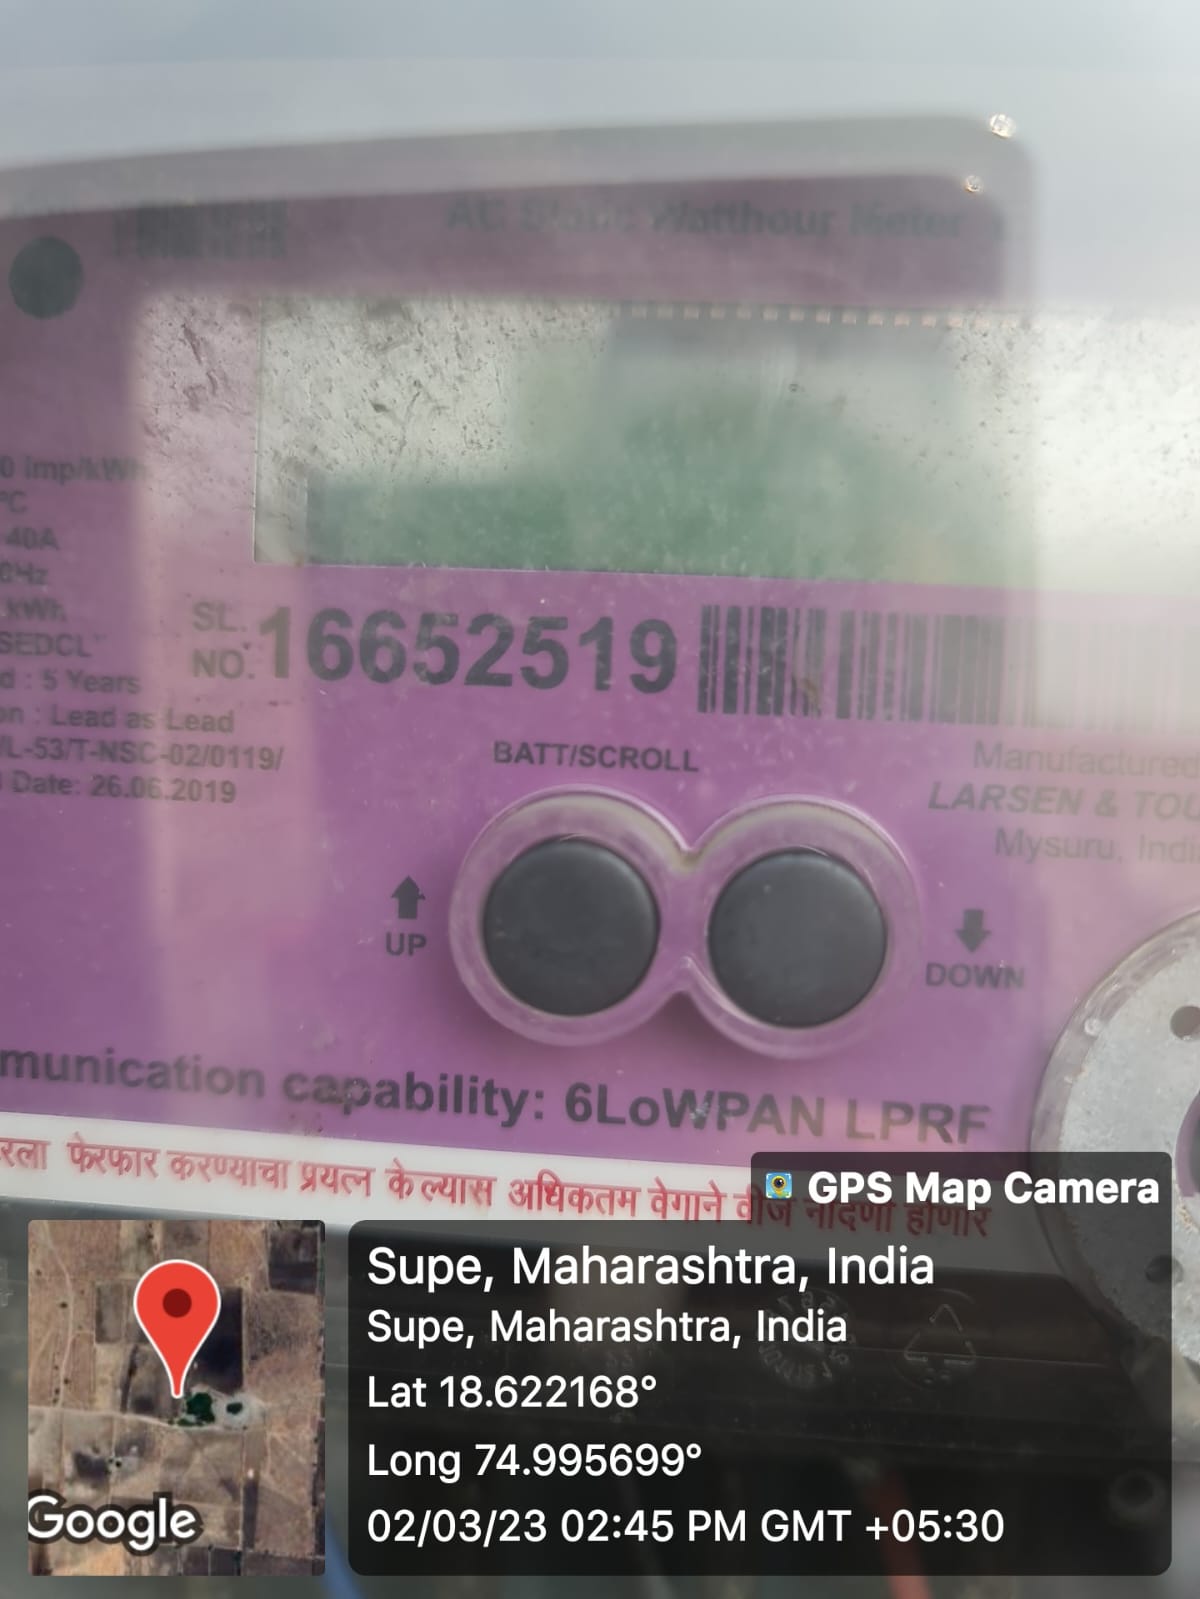 AC Static Watthour Meter
0 imp/kWh
°C
40A
0Hz
kWh
SEDCL
d : 5 Years
on : Lead as Lead
/L-53/T-NSC-02/0119/
Date: 26.06.2019
SL.
NO.
16652519
BATT/SCROLL
Manufactured
LARSEN & TOU
Mysuru, Indi
UP
DOWN
munication capability: 6LoWPAN LPRF
रला फेरफार करण्याचा प्रयत्न केल्यास अधिकतम वेगाने वीज नोंदणी होणार
GPS Map Camera
Supe, Maharashtra, India
Supe, Maharashtra, India
Lat 18.622168°
Long 74.995699°
02/03/23 02:45 PM GMT +05:30
Google